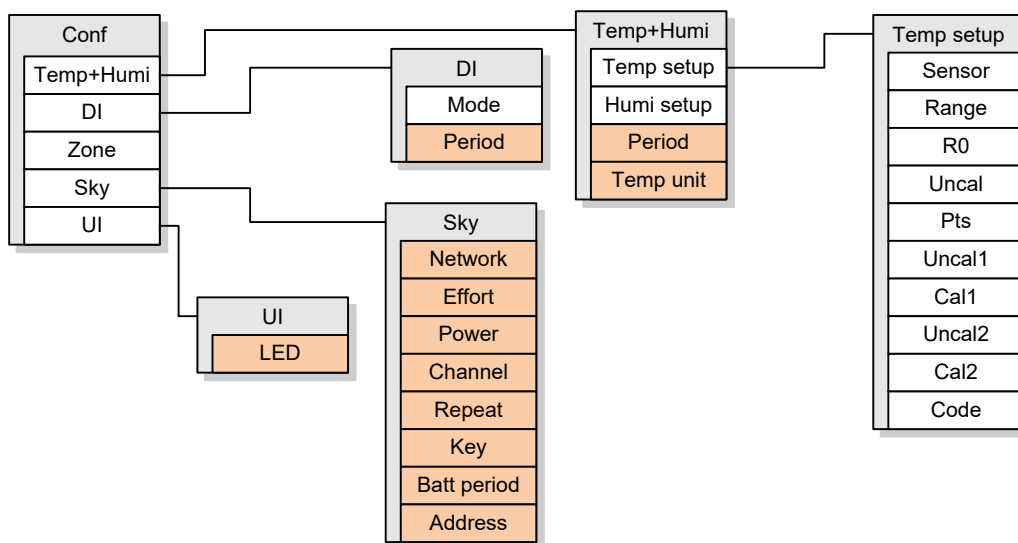 Conf
Temp+Humi
DI
Zone
Sky
UI
DI
Mode
Period
Temp+Humi
Temp setup
Humi setup
Period
Temp unit
Temp setup
Sensor
Range
R0
Uncal
Pts
Uncal1
Cal1
Uncal2
Cal2
Code
Sky
Network
Effort
Power
Channel
Repeat
Key
Batt period
Address
UI
LED